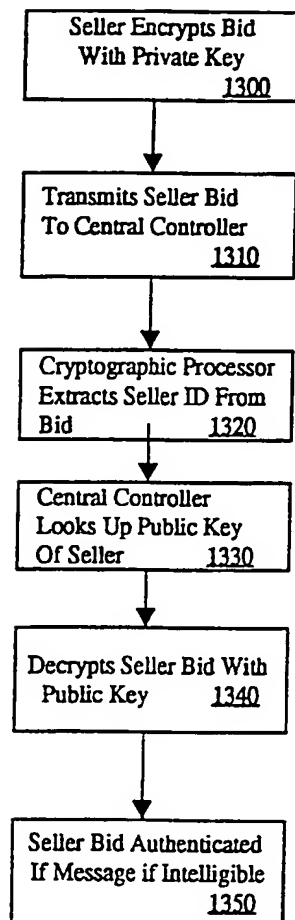 Seller Encrypts Bid
With Private Key
1300
Transmits Seller Bid
To Central Controller
1310
Cryptographic Processor
Extracts Seller ID From
Bid 1320
Central Controller
Looks Up Public Key
Of Seller 1330
Decrypts Seller Bid With
Public Key 1340
Seller Bid Authenticated
If Message if Intelligible
1350